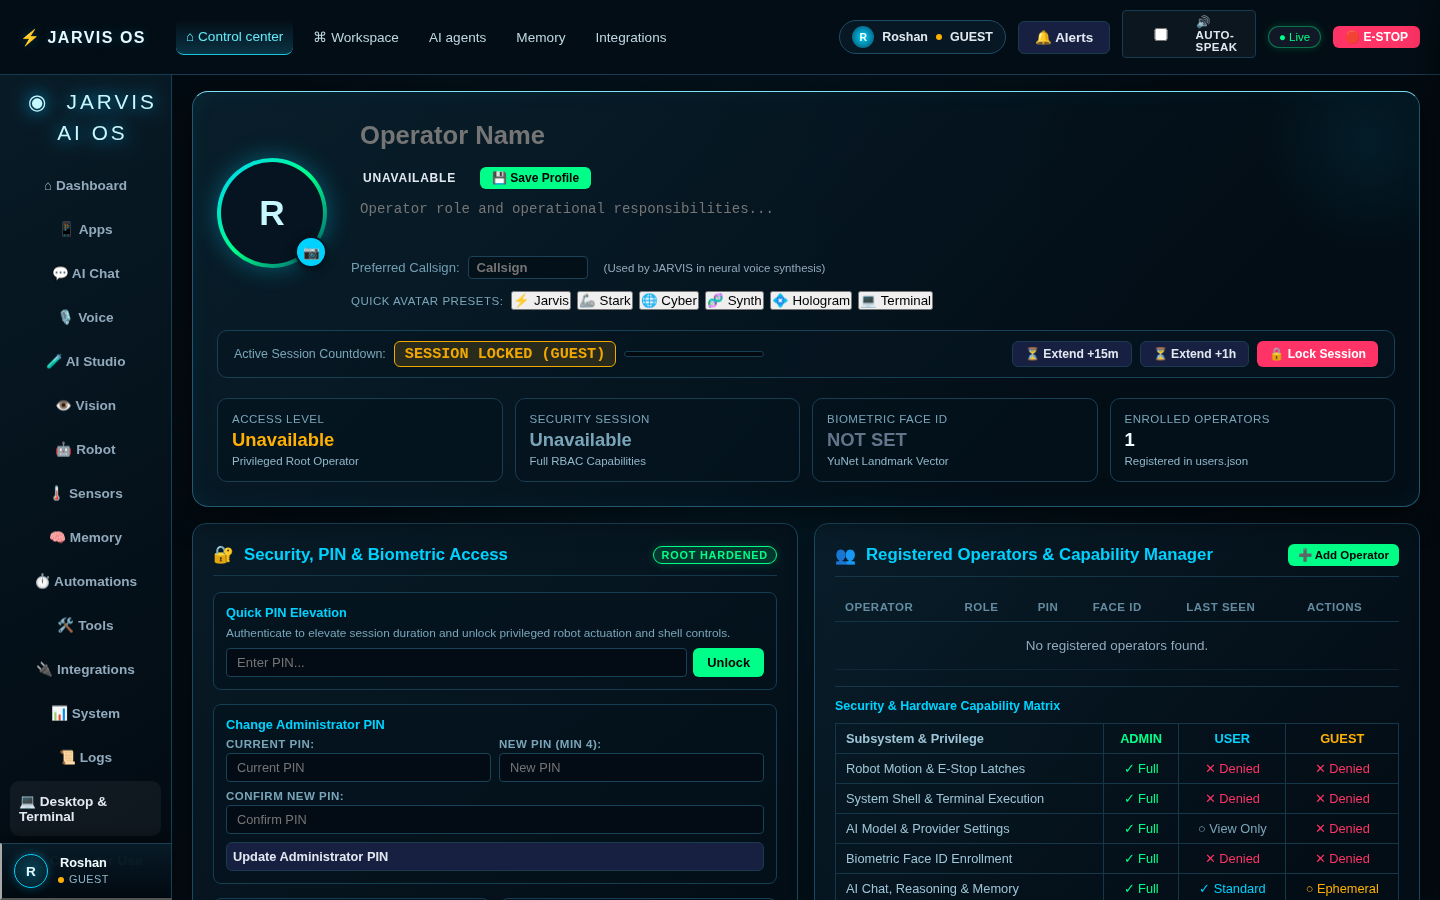 ⚡ JARVIS OS
⌂ Control center
⌘ Workspace
AI agents
Memory
Integrations
R Roshan GUEST
🔔 Alerts
🔊 AUTO-SPEAK
● Live
🛑 E-STOP
◉ JARVIS
AI OS
⌂ Dashboard
📱 Apps
💬 AI Chat
🎙️ Voice
🧪 AI Studio
👁️ Vision
🤖 Robot
🌡️ Sensors
🧠 Memory
⏱️ Automations
🛠️ Tools
🔌 Integrations
📊 System
📜 Logs
💻 Desktop &
Terminal
R Roshan
GUEST
R
Operator Name
UNAVAILABLE
💾 Save Profile
Operator role and operational responsibilities...
Preferred Callsign: Callsign (Used by JARVIS in neural voice synthesis)
QUICK AVATAR PRESETS: ⚡ Jarvis 🦾 Stark 🌐 Cyber 🧬 Synth 💠 Hologram 💻 Terminal
Active Session Countdown: SESSION LOCKED (GUEST)
⏳ Extend +15m
⏳ Extend +1h
🔒 Lock Session
ACCESS LEVEL
Unavailable
Privileged Root Operator
SECURITY SESSION
Unavailable
Full RBAC Capabilities
BIOMETRIC FACE ID
NOT SET
YuNet Landmark Vector
ENROLLED OPERATORS
1
Registered in users.json
🔐 Security, PIN & Biometric Access
ROOT HARDENED
Quick PIN Elevation
Authenticate to elevate session duration and unlock privileged robot actuation and shell controls.
Enter PIN...
Unlock
Change Administrator PIN
CURRENT PIN:
NEW PIN (MIN 4):
Current PIN
New PIN
CONFIRM NEW PIN:
Confirm PIN
Update Administrator PIN
👥 Registered Operators & Capability Manager
➕ Add Operator
OPERATOR ROLE PIN FACE ID LAST SEEN ACTIONS
No registered operators found.
Security & Hardware Capability Matrix
Subsystem & Privilege ADMIN USER GUEST
Robot Motion & E-Stop Latches ✓ Full ✕ Denied ✕ Denied
System Shell & Terminal Execution ✓ Full ✕ Denied ✕ Denied
AI Model & Provider Settings ✓ Full ○ View Only ✕ Denied
Biometric Face ID Enrollment ✓ Full ✕ Denied ✕ Denied
AI Chat, Reasoning & Memory ✓ Full ✓ Standard ○ Ephemeral